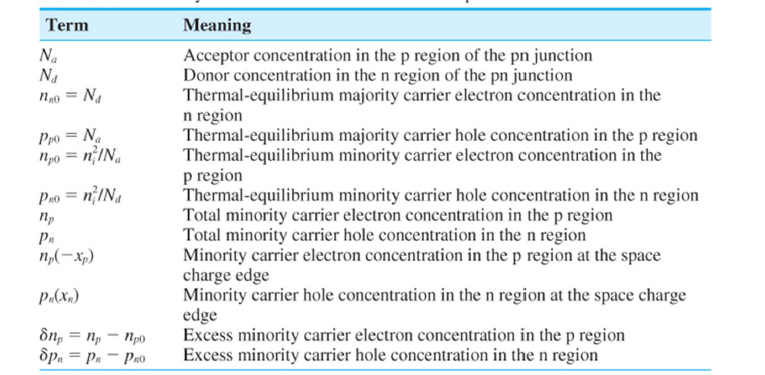 Term Meaning
Nₐ Acceptor concentration in the p region of the pn junction
N_d Donor concentration in the n region of the pn junction
nₙ₀ = N_d Thermal-equilibrium majority carrier electron concentration in the
n region
pₚ₀ = Nₐ Thermal-equilibrium majority carrier hole concentration in the p region
nₚ₀ = nᵢ²/Nₐ Thermal-equilibrium minority carrier electron concentration in the
p region
pₙ₀ = nᵢ²/N_d Thermal-equilibrium minority carrier hole concentration in the n region
nₚ Total minority carrier electron concentration in the p region
pₙ Total minority carrier hole concentration in the n region
nₚ(−xₚ) Minority carrier electron concentration in the p region at the space
charge edge
pₙ(xₙ) Minority carrier hole concentration in the n region at the space charge
edge
δnₚ = nₚ − nₚ₀ Excess minority carrier electron concentration in the p region
δpₙ = pₙ − pₙ₀ Excess minority carrier hole concentration in the n region